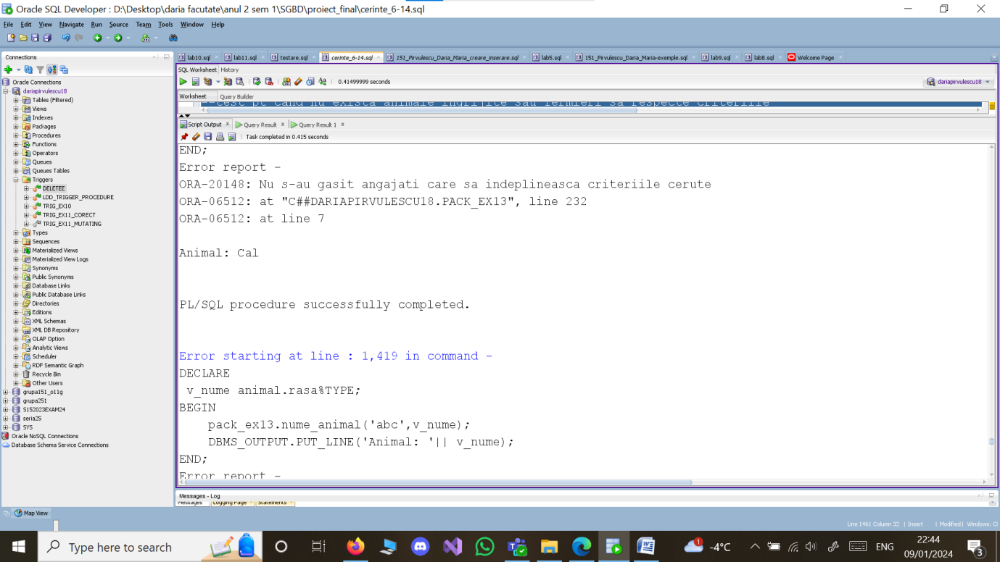 Oracle SQL Developer : D:\Desktop\daria facutate\anul 2 sem 1\SGBD\proiect_final\cerinte_6-14.sql
File Edit View Navigate Run Source Team Tools Window Help
Connections
lab10.sql lab11.sql testare.sql cerinte_6-14.sql 151_Pirvulescu_Daria_Maria_creare_inserare.sql lab5.sql 151_Pirvulescu_Daria_Maria-exemple.sql lab9.sql lab8.sql Welcome Page
SQL Worksheet History
0.41499999 seconds
dariapirvulescu18
Worksheet Query Builder
--test pt cand nu exista animale ingrijite sau fermieri sa respecte criteriile
Script Output Query Result Query Result 1
Task completed in 0.415 seconds
END;
Error report -
ORA-20148: Nu s-au gasit angajati care sa indeplineasca criteriile cerute
ORA-06512: at "C##DARIAPIRVULESCU18.PACK_EX13", line 232
ORA-06512: at line 7
Animal: Cal
PL/SQL procedure successfully completed.
Error starting at line : 1,419 in command -
DECLARE
v_nume animal.rasa%TYPE;
BEGIN
pack_ex13.nume_animal('abc',v_nume);
DBMS_OUTPUT.PUT_LINE('Animal: '|| v_nume);
END;
Error report -
Oracle Connections
dariapirvulescu18
Tables (Filtered)
Views
Indexes
Packages
Procedures
Functions
Operators
Queues
Queues Tables
Triggers
DELETEE
LDD_TRIGGER_PROCEDURE
TRIG_EX10
TRIG_EX11_CORECT
TRIG_EX11_MUTATING
Types
Sequences
Materialized Views
Materialized View Logs
Synonyms
Public Synonyms
Database Links
Public Database Links
Directories
Editions
XML Schemas
XML DB Repository
OLAP Option
Analytic Views
Scheduler
RDF Semantic Graph
Recycle Bin
Other Users
grupa151_o11g
grupa251
S152023EXAM24
seria25
SYS
Oracle NoSQL Connections
Database Schema Service Connections
Messages - Log
Messages Logging Page Statements
Map View
Line 1461 Column 32 | Insert | Modified | Windows: C
Type here to search
1 -4°C ENG 22:44
09/01/2024 3